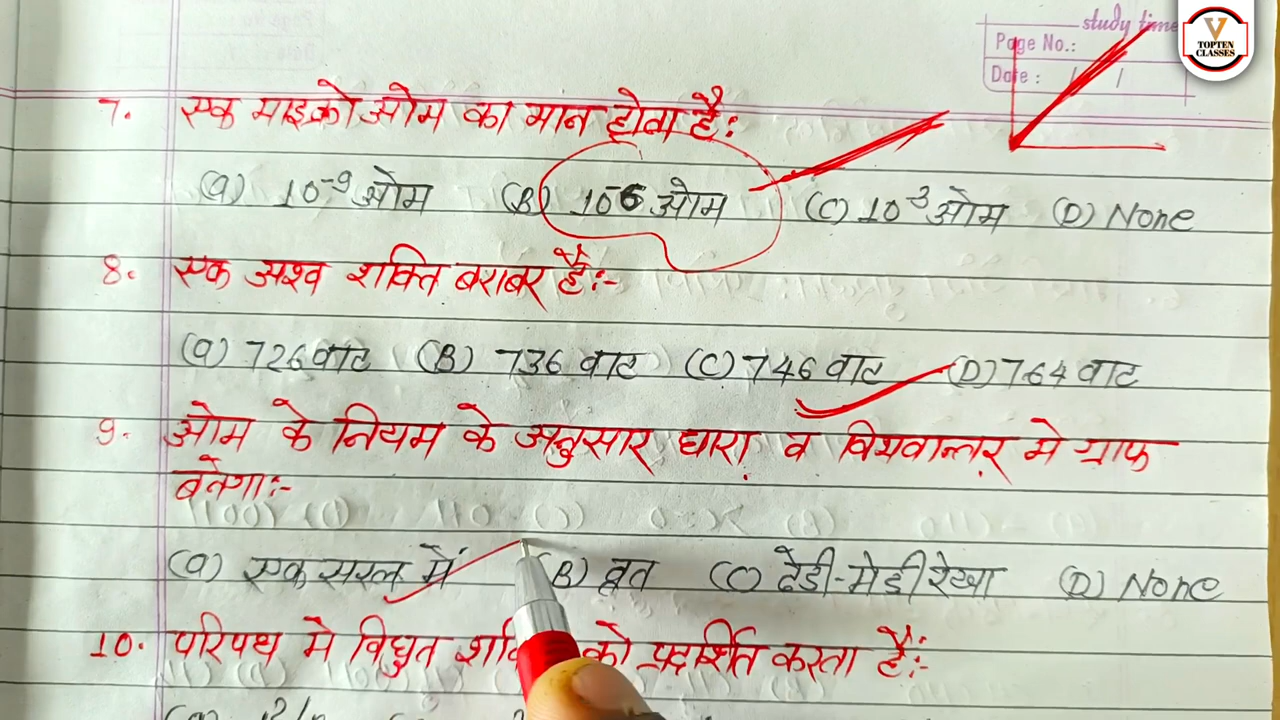 study time
Page No.:
Date : / /
V
TOPTEN
CLASSES
7. एक माइक्रो ओम का मान होता है:
(a) 10⁻⁹ ओम (B) 10⁻6 ओम (C) 10⁻³ ओम (D) None
8. एक अश्व शक्ति बराबर है:-
(a) 726 वाट (B) 736 वाट (C) 746 वाट (D) 764 वाट
9. ओम के नियम के अनुसार धारा व विभवान्तर मे ग्राफ
बनेगा:-
(a) एक सरल में (B) वृत (C) टेडी-मेडी रेखा (D) None
10. परिपथ मे विधुत को प्रदर्शित करता है:-